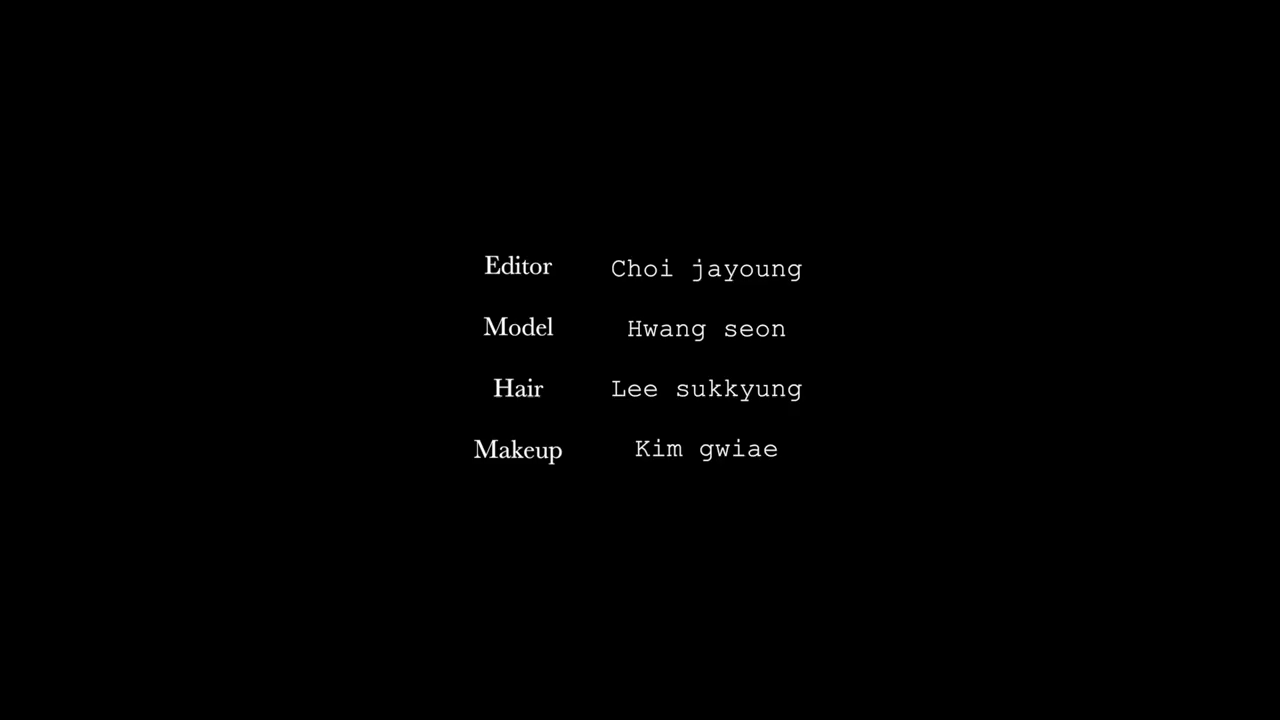 Editor Choi jayoung
Model Hwang seon
Hair Lee sukkyung
Makeup Kim gwiae